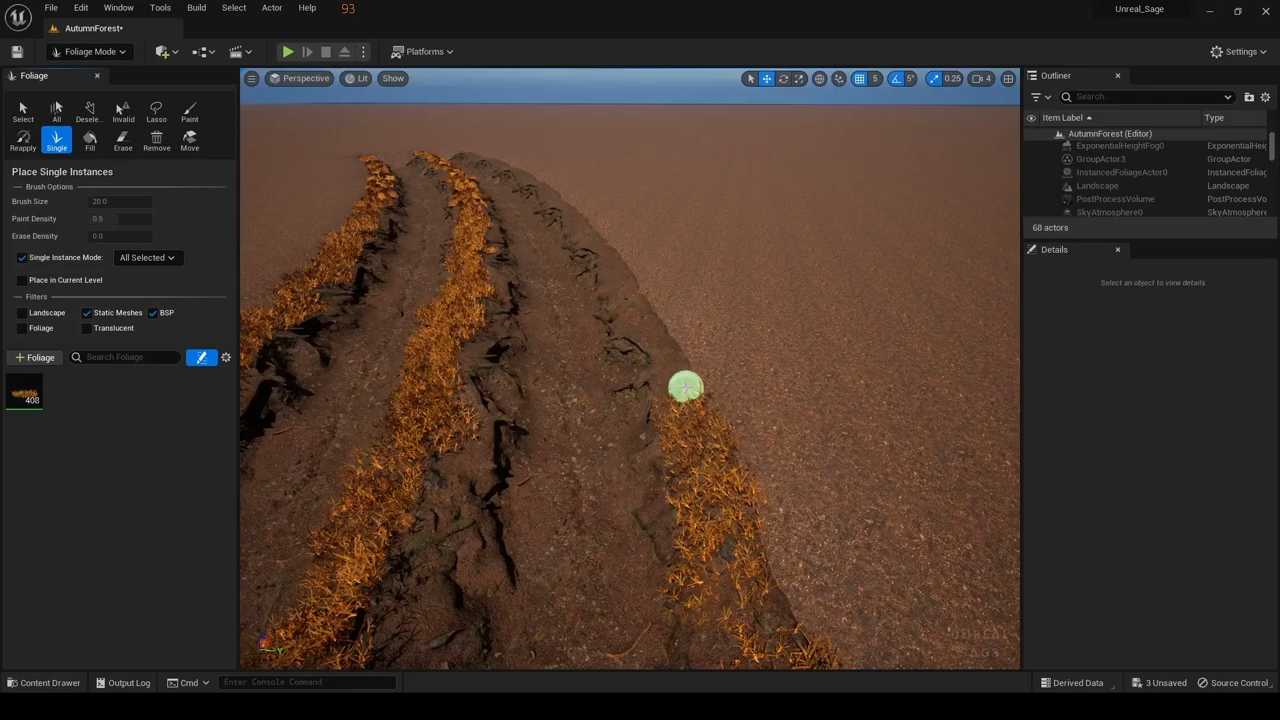 File Edit Window Tools Build Select Actor Help 93 Unreal_Sage
AutumnForest*
Foliage Mode Platforms Settings
Foliage Perspective Lit Show 5 5° 0.25 4 Outliner
Search...
Select All Desele.. Invalid Lasso Paint Item Label Type
Reapply Single Fill Erase Remove Move AutumnForest (Editor)
ExponentialHeightFog0 ExponentialHeig
GroupActor3 GroupActor
Place Single Instances InstancedFoliageActor0 InstancedFoliag
Brush Options Landscape Landscape
Brush Size 20.0 PostProcessVolume PostProcessVo
Paint Density 0.5 SkyAtmosphere0 SkyAtmosphere
Erase Density 0.0 68 actors
Single Instance Mode: All Selected Details
Place in Current Level Select an object to view details.
Filters
Landscape Static Meshes BSP
Foliage Translucent
Foliage Search Foliage
408
Content Drawer Output Log Cmd Enter Console Command Derived Data 3 Unsaved Source Control